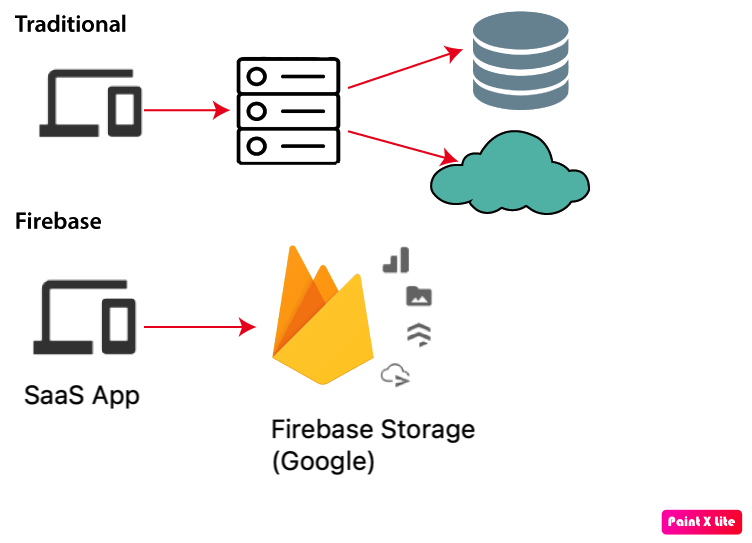 Traditional
Firebase
SaaS App
Firebase Storage
(Google)
Paint X Lite